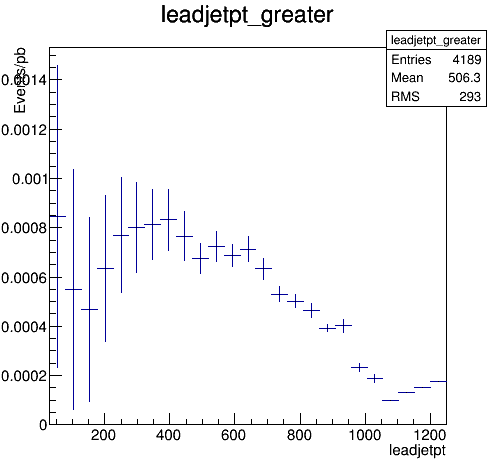 leadjetpt_greater
leadjetpt_greater
Entries 4189
Mean 506.3
RMS 293
Events/pb
0.0014
0.0012
0.001
0.0008
0.0006
0.0004
0.0002
0
200 400 600 800 1000 1200
leadjetpt